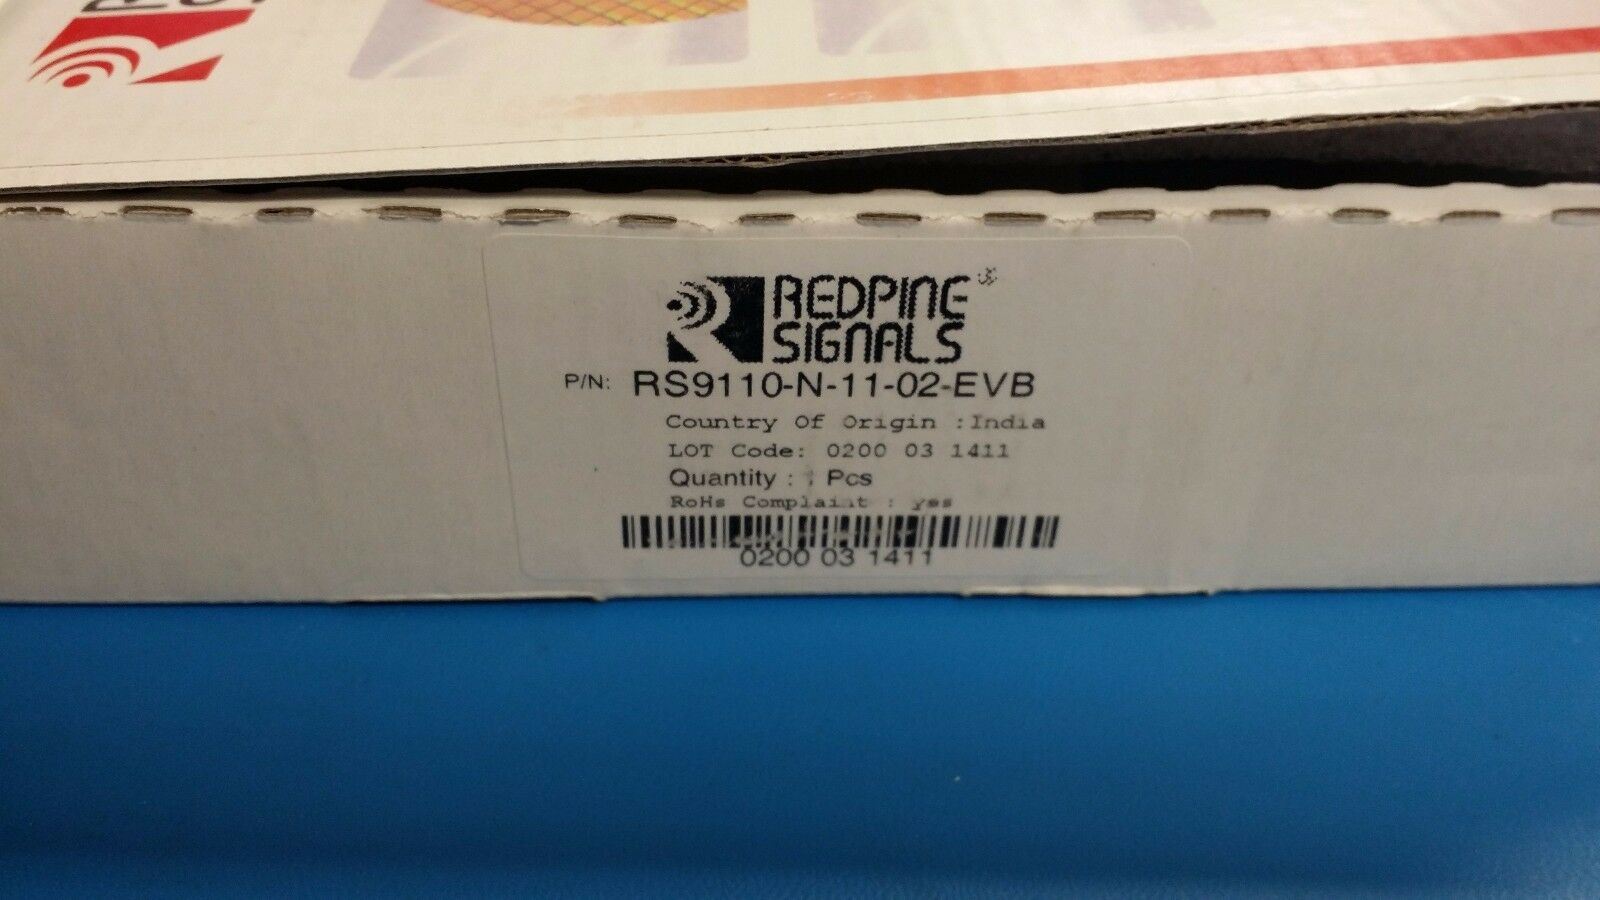 REDPINE
SIGNALS
P/N: RS9110-N-11-02-EVB
Country Of Origin :India
LOT Code: 0200 03 1411
Quantity : 1 Pcs
RoHs Complaint : yes
0200 03 1411